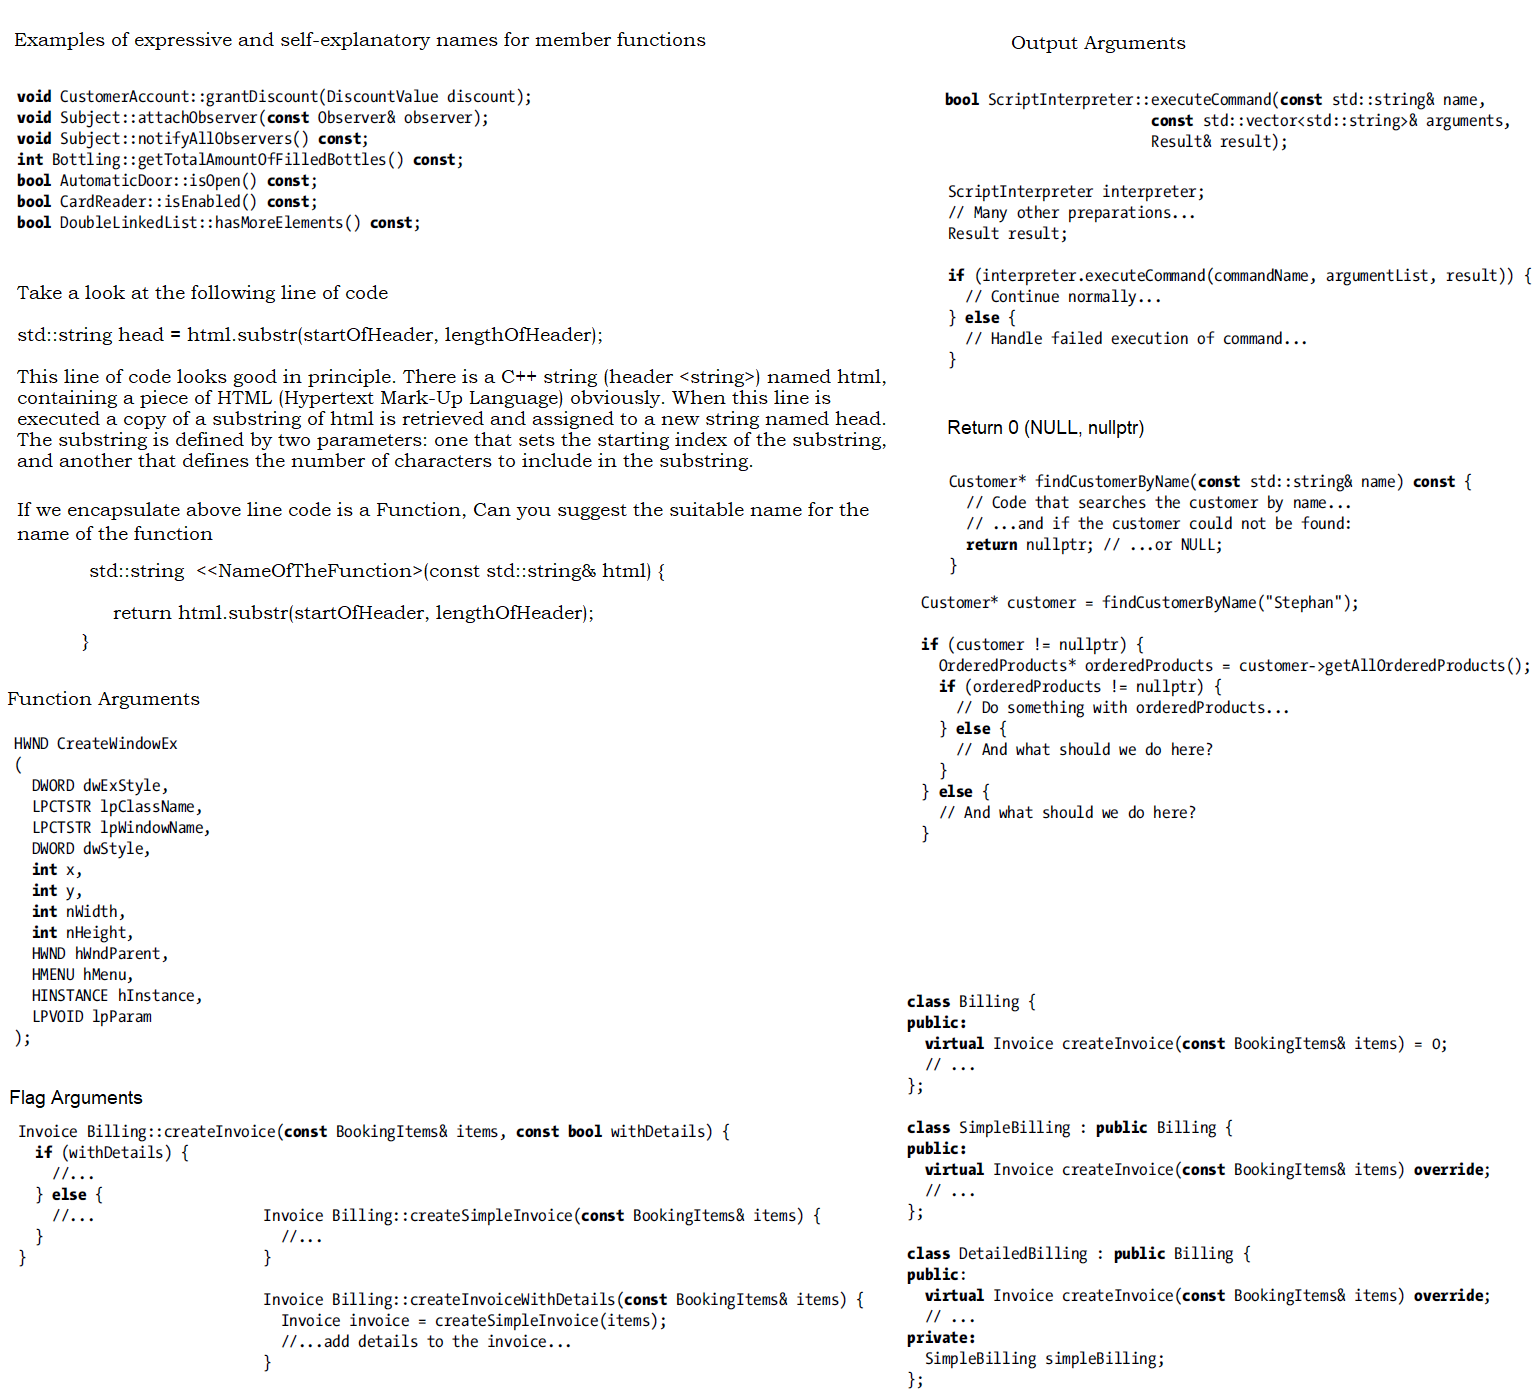 Examples of expressive and self-explanatory names for member functions
void CustomerAccount::grantDiscount(DiscountValue discount);
void Subject::attachObserver(const Observer& observer);
void Subject::notifyAllObservers() const;
int Bottling::getTotalAmountOfFilledBottles() const;
bool AutomaticDoor::isOpen() const;
bool CardReader::isEnabled() const;
bool DoubleLinkedList::hasMoreElements() const;
Take a look at the following line of code
std::string head = html.substr(startOfHeader, lengthOfHeader);
This line of code looks good in principle. There is a C++ string (header <string>) named html,
containing a piece of HTML (Hypertext Mark-Up Language) obviously. When this line is
executed a copy of a substring of html is retrieved and assigned to a new string named head.
The substring is defined by two parameters: one that sets the starting index of the substring,
and another that defines the number of characters to include in the substring.
If we encapsulate above line code is a Function, Can you suggest the suitable name for the
name of the function
std::string <<NameOfTheFunction>(const std::string& html) {
return html.substr(startOfHeader, lengthOfHeader);
}
Function Arguments
HWND CreateWindowEx
(
DWORD dwExStyle,
LPCTSTR lpClassName,
LPCTSTR lpWindowName,
DWORD dwStyle,
int x,
int y,
int nWidth,
int nHeight,
HWND hWndParent,
HMENU hMenu,
HINSTANCE hInstance,
LPVOID lpParam
);
Flag Arguments
Invoice Billing::createInvoice(const BookingItems& items, const bool withDetails) {
if (withDetails) {
//...
} else {
//...
}
}
Invoice Billing::createSimpleInvoice(const BookingItems& items) {
//...
}
Invoice Billing::createInvoiceWithDetails(const BookingItems& items) {
Invoice invoice = createSimpleInvoice(items);
//...add details to the invoice...
}
Output Arguments
bool ScriptInterpreter::executeCommand(const std::string& name,
const std::vector<std::string>& arguments,
Result& result);
ScriptInterpreter interpreter;
// Many other preparations...
Result result;
if (interpreter.executeCommand(commandName, argumentList, result)) {
// Continue normally...
} else {
// Handle failed execution of command...
}
Return 0 (NULL, nullptr)
Customer* findCustomerByName(const std::string& name) const {
// Code that searches the customer by name...
// ...and if the customer could not be found:
return nullptr; // ...or NULL;
}
Customer* customer = findCustomerByName("Stephan");
if (customer != nullptr) {
OrderedProducts* orderedProducts = customer->getAllOrderedProducts();
if (orderedProducts != nullptr) {
// Do something with orderedProducts...
} else {
// And what should we do here?
}
} else {
// And what should we do here?
}
class Billing {
public:
virtual Invoice createInvoice(const BookingItems& items) = 0;
// ...
};
class SimpleBilling : public Billing {
public:
virtual Invoice createInvoice(const BookingItems& items) override;
// ...
};
class DetailedBilling : public Billing {
public:
virtual Invoice createInvoice(const BookingItems& items) override;
// ...
private:
SimpleBilling simpleBilling;
};